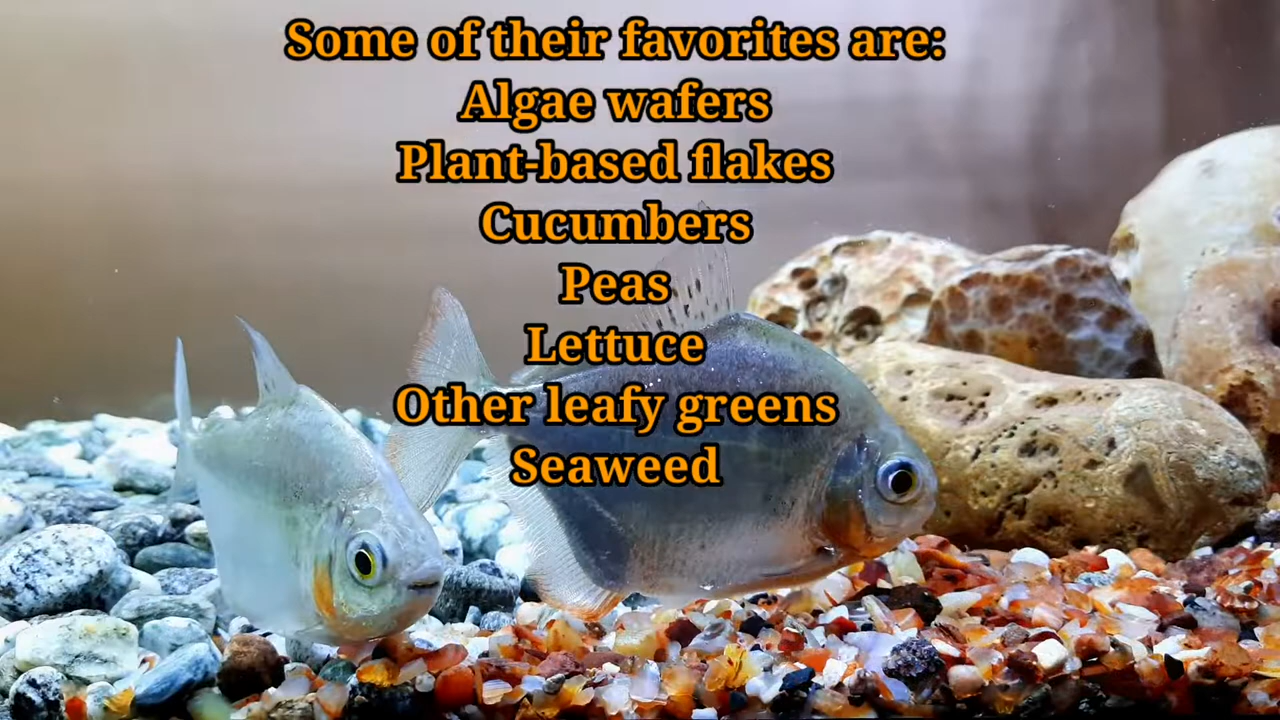 Some of their favorites are:
Algae wafers
Plant-based flakes
Cucumbers
Peas
Lettuce
Other leafy greens
Seaweed